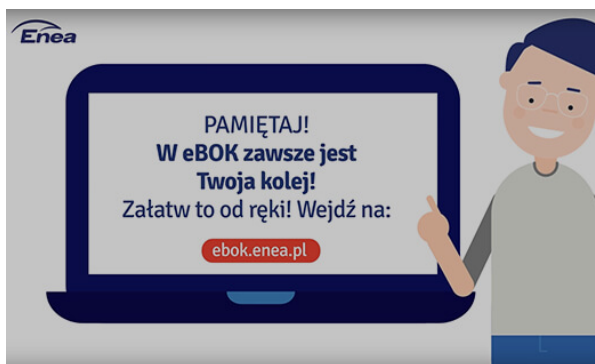 Enea
PAMIĘTAJ!
W eBOK zawsze jest
Twoja kolej!
Załatw to od ręki! Wejdź na:
ebok.enea.pl